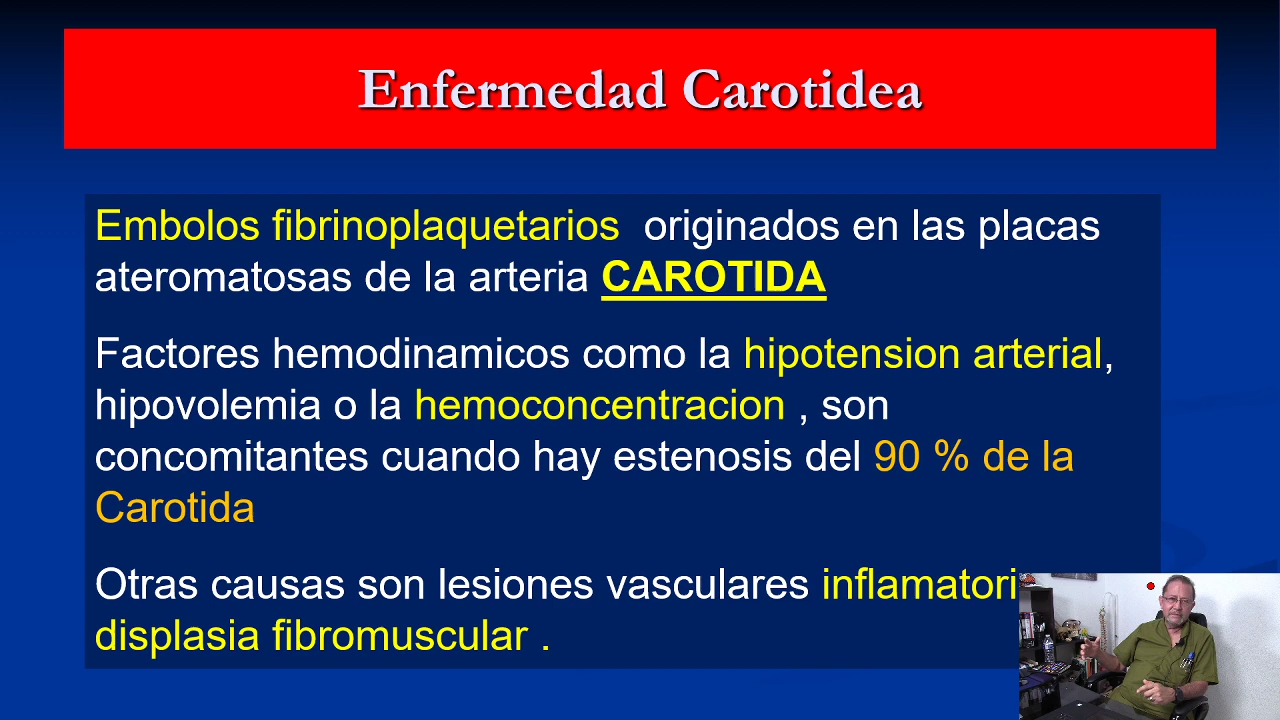 Enfermedad Carotidea
Embolos fibrinoplaquetarios originados en las placas
ateromatosas de la arteria CAROTIDA
Factores hemodinamicos como la hipotension arterial,
hipovolemia o la hemoconcentracion , son
concomitantes cuando hay estenosis del 90 % de la
Carotida
Otras causas son lesiones vasculares
displasia fibromuscular .